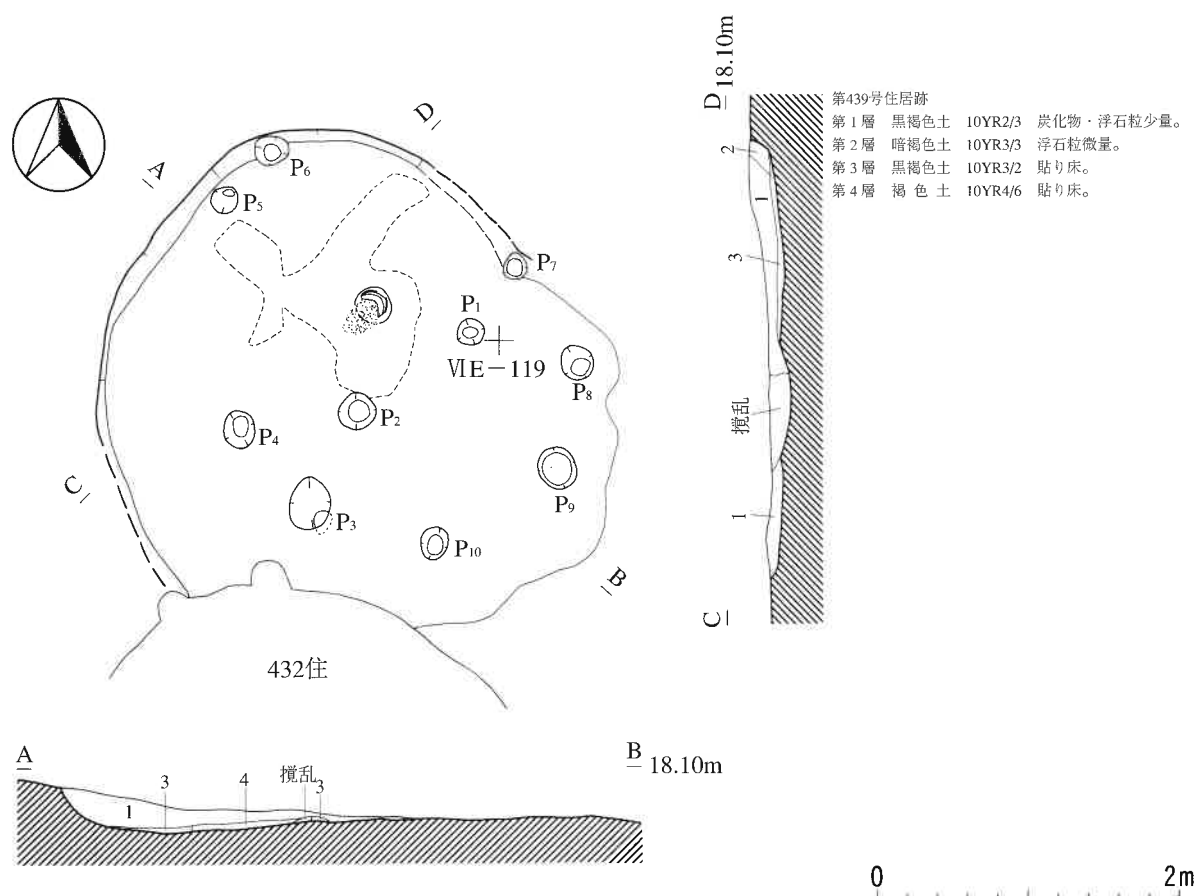 第439号住居跡
第1層 黒褐色土 10YR2/3 炭化物・浮石粒少量。
第2層 暗褐色土 10YR3/3 浮石粒微量。
第3層 黒褐色土 10YR3/2 貼り床。
第4層 褐色土 10YR4/6 貼り床。
D
A
P6
P5
P7
P1
ⅥE-119
P8
P2
P4
C
P3
P9
P10
B
432住
D 18.10m
2
1
3
撹乱
1
C
A
B 18.10m
1
3
4
撹乱
3
0 2m